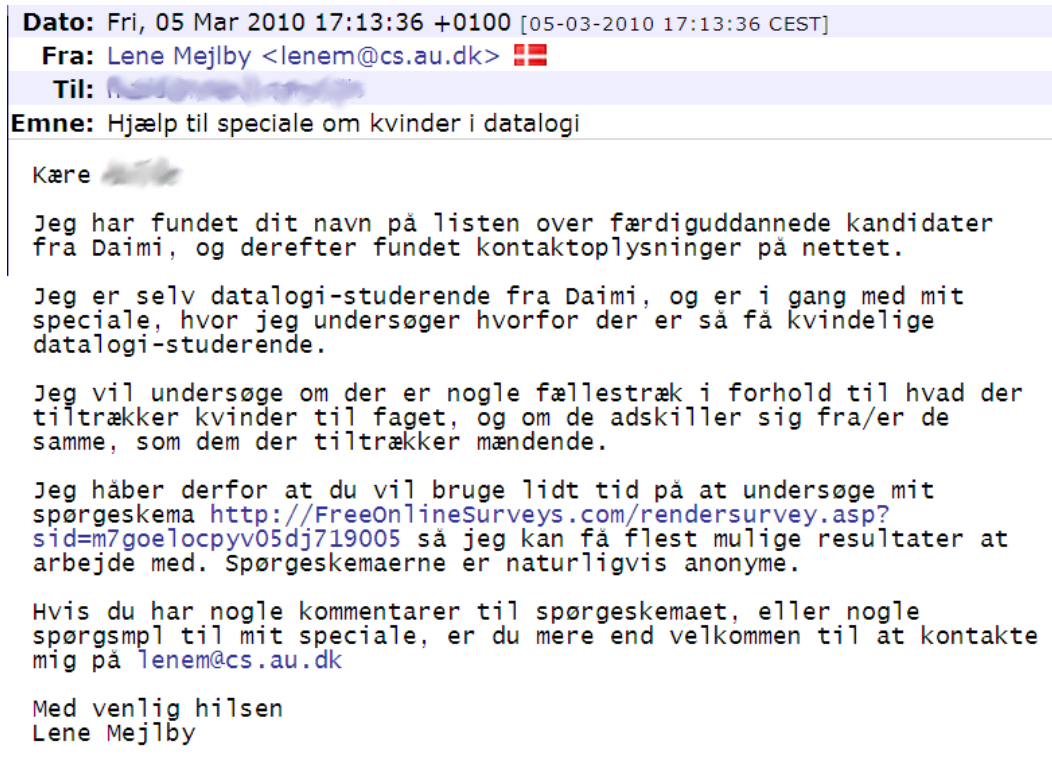 Dato: Fri, 05 Mar 2010 17:13:36 +0100 [05-03-2010 17:13:36 CEST]
Fra: Lene Mejlby <lenem@cs.au.dk>
Til:
Emne: Hjælp til speciale om kvinder i datalogi
Kære
Jeg har fundet dit navn på listen over færdiguddannede kandidater
fra Daimi, og derefter fundet kontaktoplysninger på nettet.
Jeg er selv datalogi-studerende fra Daimi, og er i gang med mit
speciale, hvor jeg undersøger hvorfor der er så få kvindelige
datalogi-studerende.
Jeg vil undersøge om der er nogle fællestræk i forhold til hvad der
tiltrækker kvinder til faget, og om de adskiller sig fra/er de
samme, som dem der tiltrækker mændende.
Jeg håber derfor at du vil bruge lidt tid på at undersøge mit
spørgeskema http://FreeOnlineSurveys.com/rendersurvey.asp?
sid=m7goelocpyv05dj719005 så jeg kan få flest mulige resultater at
arbejde med. Spørgeskemaerne er naturligvis anonyme.
Hvis du har nogle kommentarer til spørgeskemaet, eller nogle
spørgsmpl til mit speciale, er du mere end velkommen til at kontakte
mig på lenem@cs.au.dk
Med venlig hilsen
Lene Mejlby